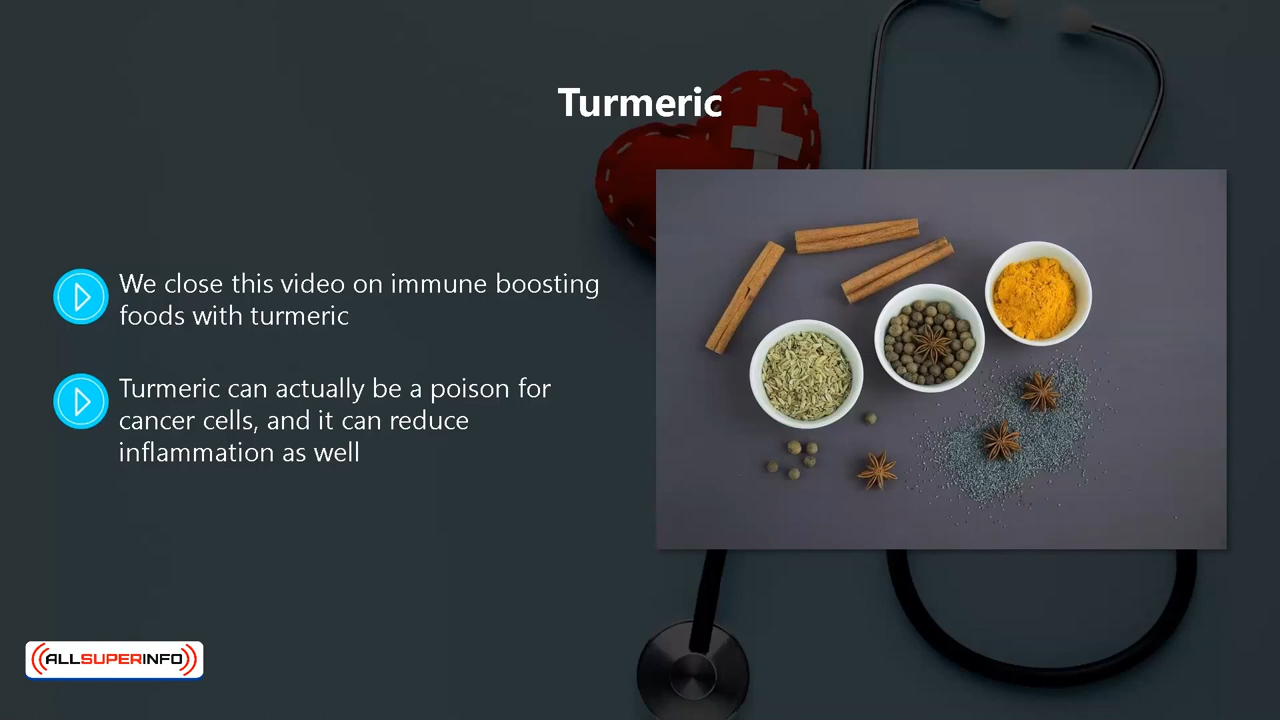 Turmeric
We close this video on immune boosting
foods with turmeric
Turmeric can actually be a poison for
cancer cells, and it can reduce
inflammation as well
ALLSUPERINFO